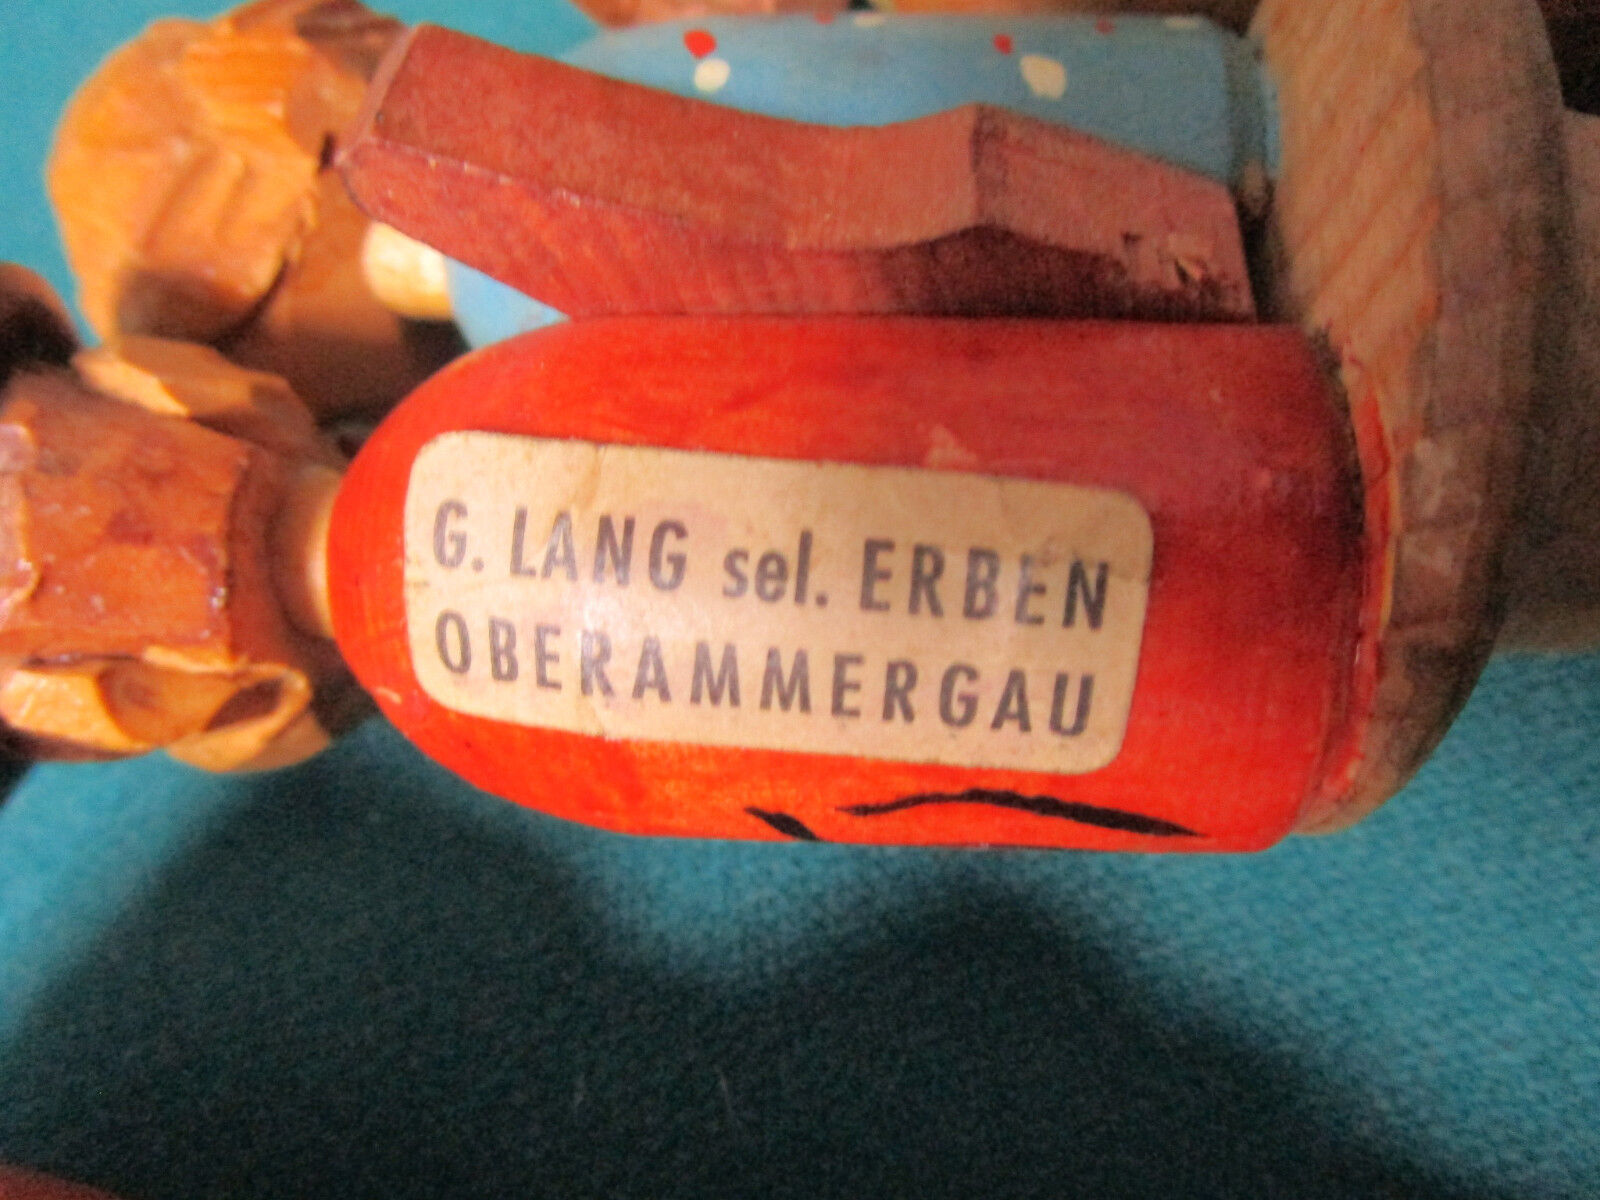 G. LANG sel. ERBEN
OBERAMMERGAU